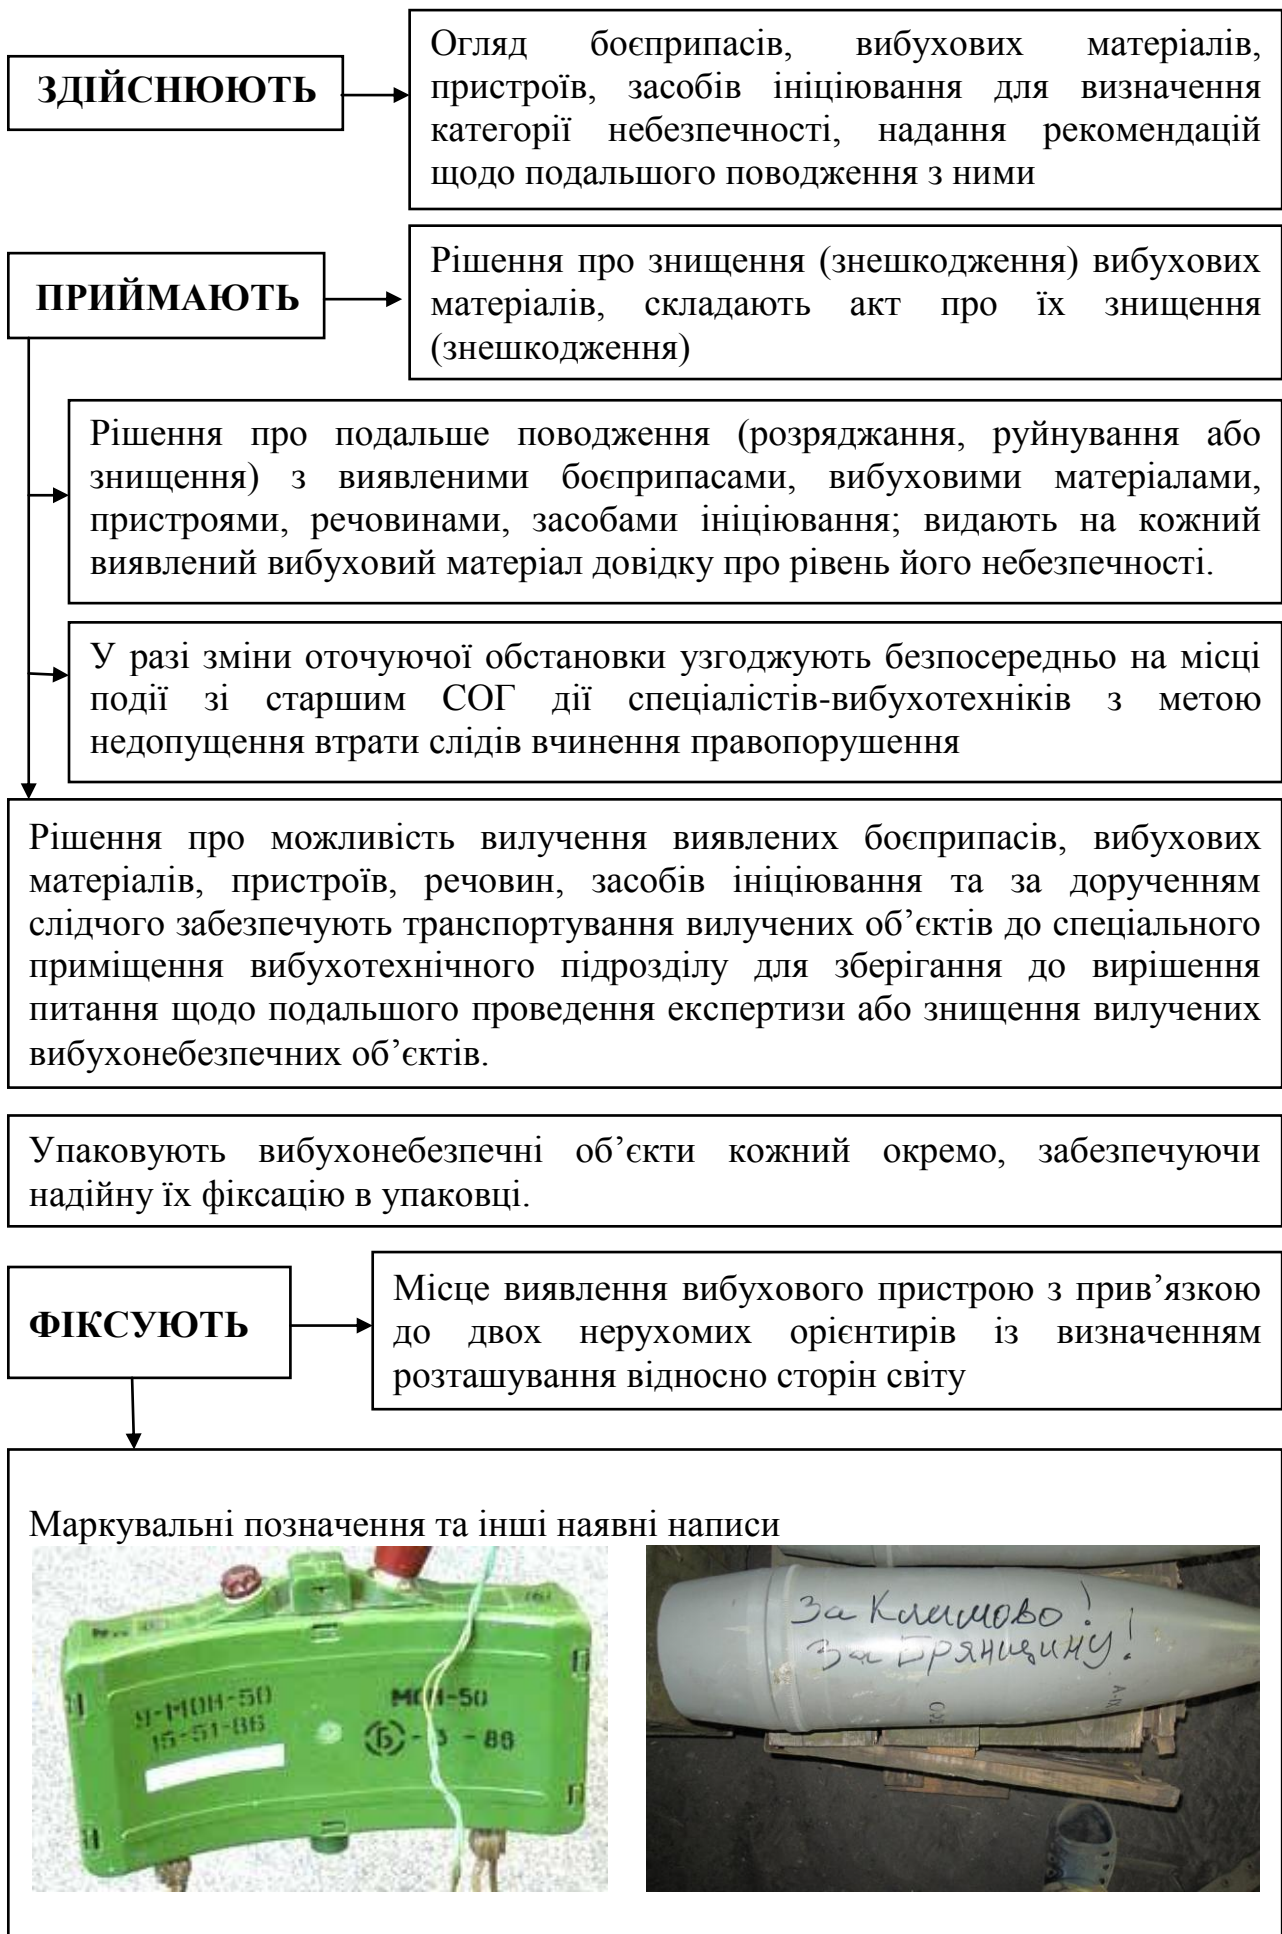 ЗДІЙСНЮЮТЬ
Огляд боєприпасів, вибухових матеріалів,
пристроїв, засобів ініціювання для визначення
категорії небезпечності, надання рекомендацій
щодо подальшого поводження з ними
ПРИЙМАЮТЬ
Рішення про знищення (знешкодження) вибухових
матеріалів, складають акт про їх знищення
(знешкодження)
Рішення про подальше поводження (розряджання, руйнування або
знищення) з виявленими боєприпасами, вибуховими матеріалами,
пристроями, речовинами, засобами ініціювання; видають на кожний
виявлений вибуховий матеріал довідку про рівень його небезпечності.
У разі зміни оточуючої обстановки узгоджують безпосередньо на місці
події зі старшим СОГ дії спеціалістів-вибухотехніків з метою
недопущення втрати слідів вчинення правопорушення
Рішення про можливість вилучення виявлених боєприпасів, вибухових
матеріалів, пристроїв, речовин, засобів ініціювання та за дорученням
слідчого забезпечують транспортування вилучених об’єктів до спеціального
приміщення вибухотехнічного підрозділу для зберігання до вирішення
питання щодо подальшого проведення експертизи або знищення вилучених
вибухонебезпечних об’єктів.
Упаковують вибухонебезпечні об’єкти кожний окремо, забезпечуючи
надійну їх фіксацію в упаковці.
ФІКСУЮТЬ
Місце виявлення вибухового пристрою з прив’язкою
до двох нерухомих орієнтирів із визначенням
розташування відносно сторін світу
Маркувальні позначення та інші наявні написи
У-МОН-50
15-51-86
МОН-50
За Климово!
За Брянщину!